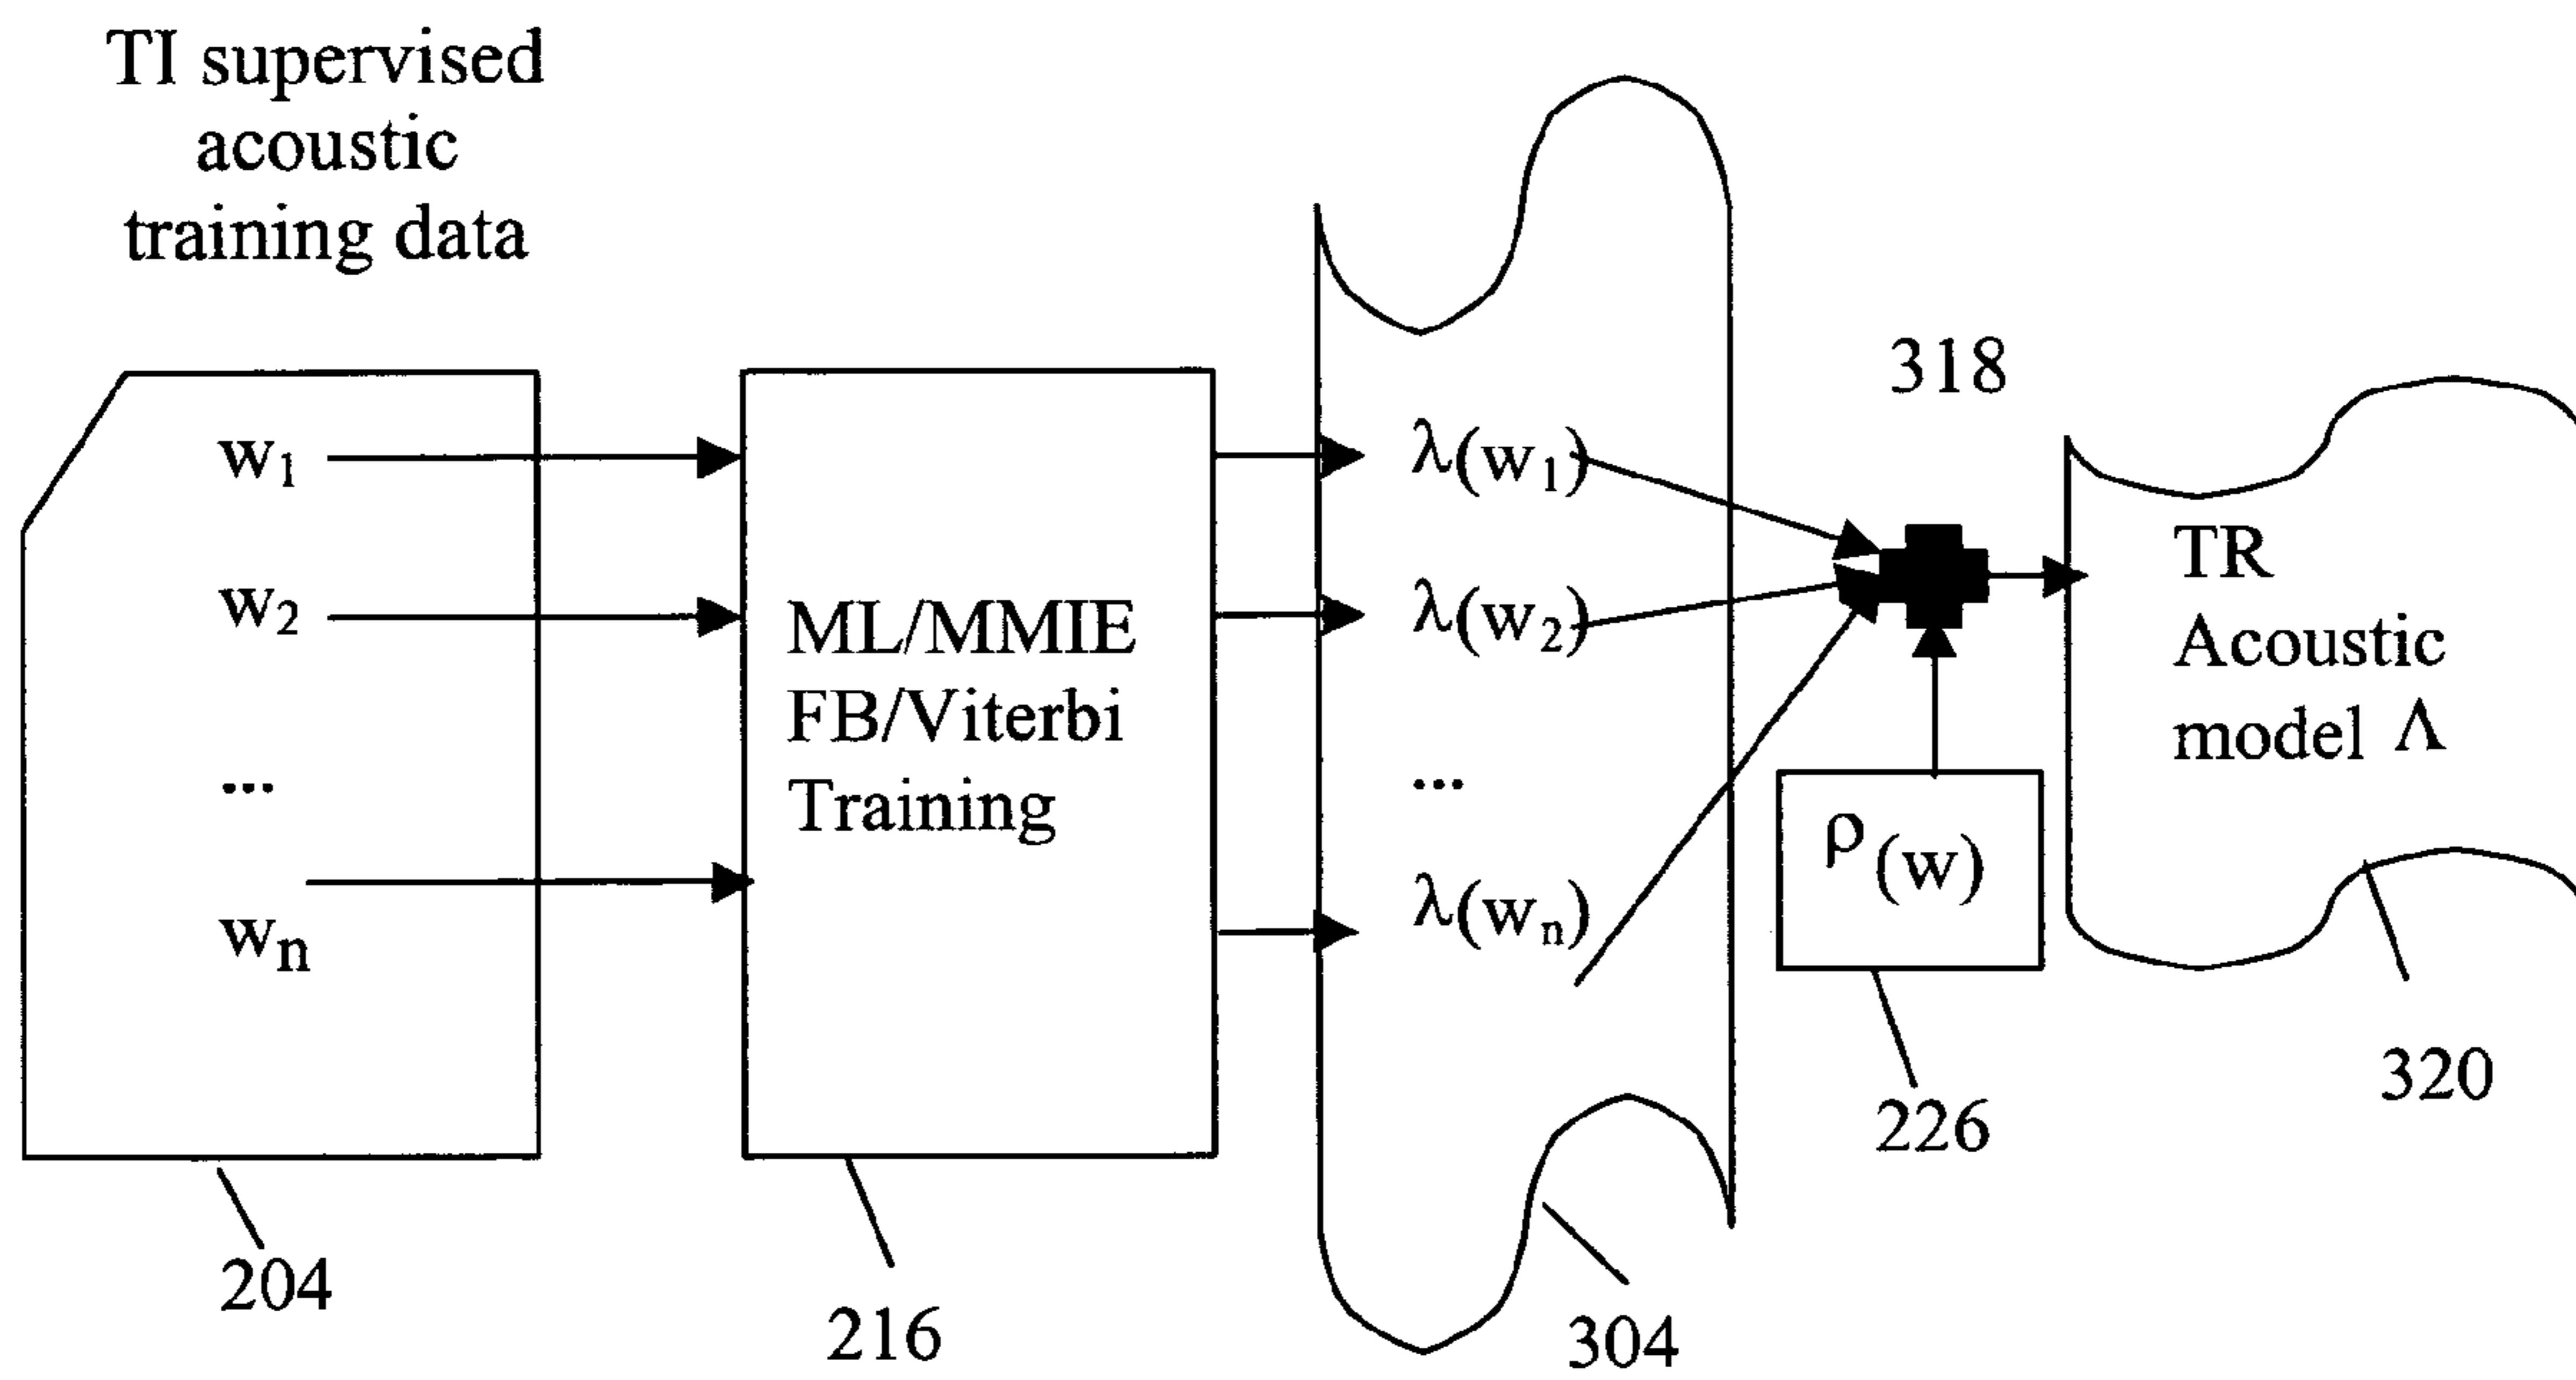 TI supervised
acoustic
training data
w₁
w₂
...
wₙ
204
ML/MMIE
FB/Viterbi
Training
216
λ(w₁)
λ(w₂)
...
λ(wₙ)
304
318
ρ(w)
226
TR
Acoustic
model Λ
320